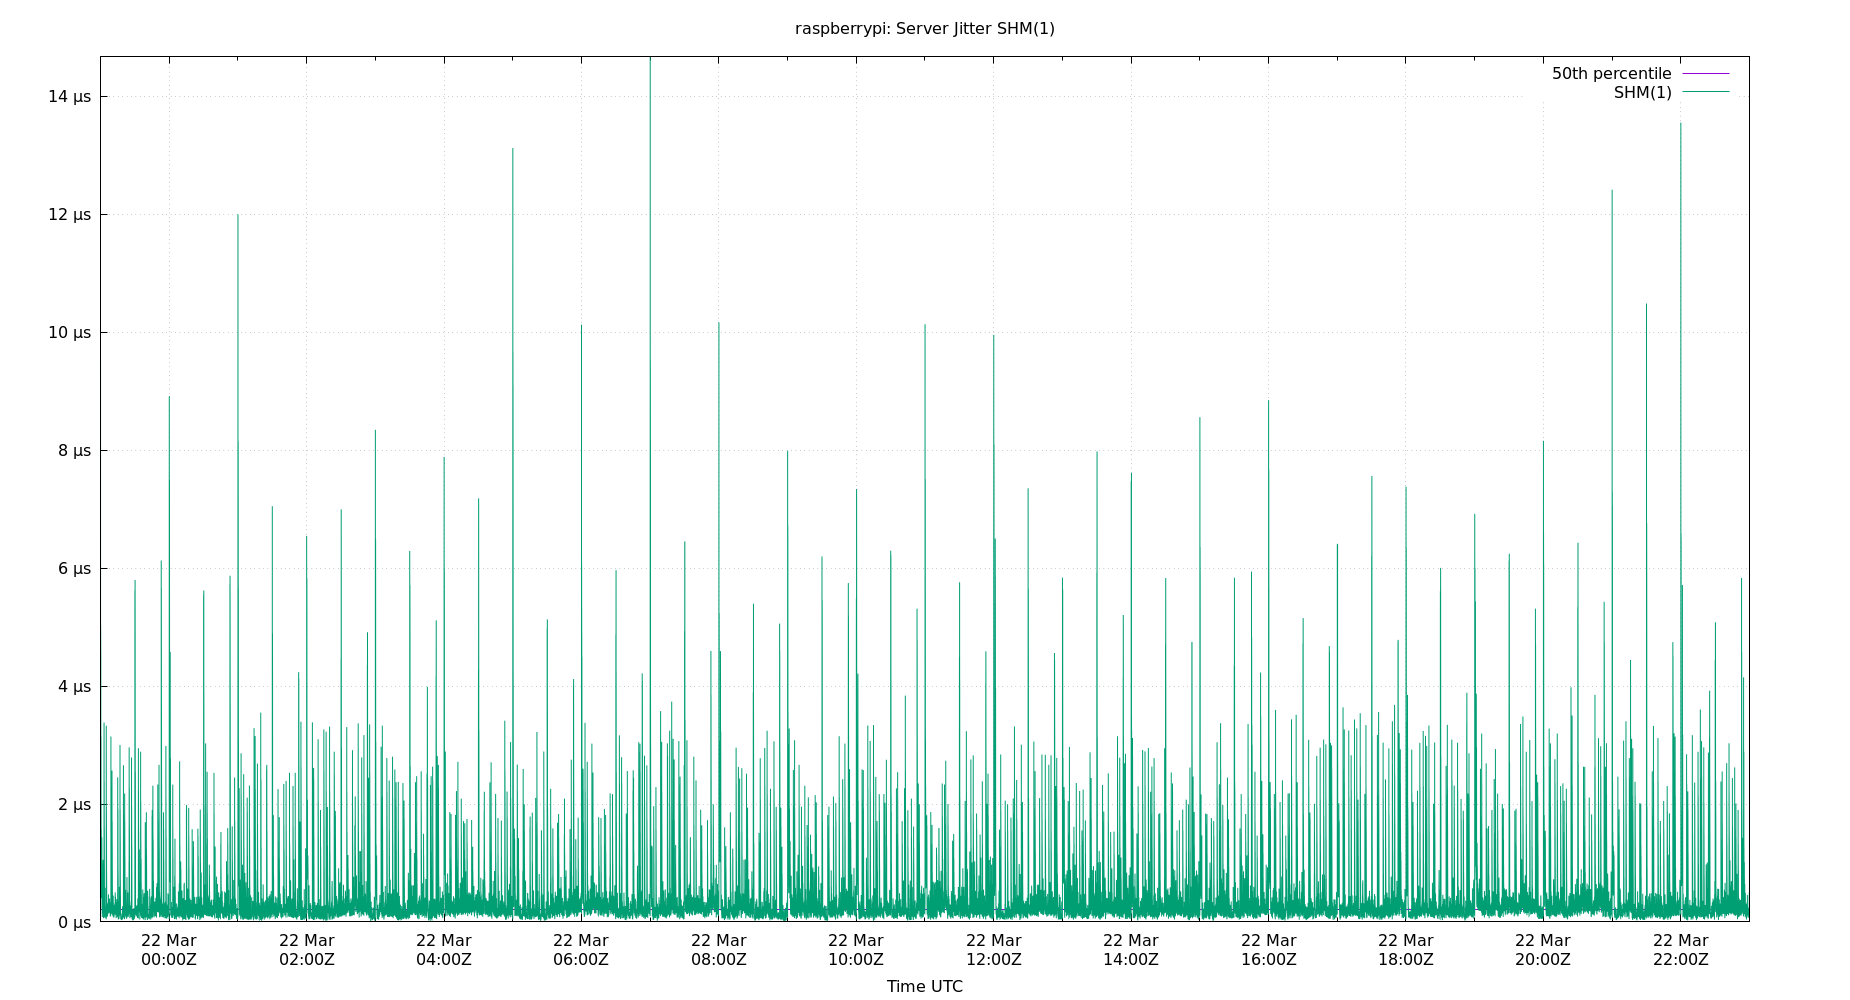 raspberrypi: Server Jitter SHM(1)
50th percentile
SHM(1)
14 µs
12 µs
10 µs
8 µs
6 µs
4 µs
2 µs
0 µs
22 Mar 22 Mar 22 Mar 22 Mar 22 Mar 22 Mar 22 Mar 22 Mar 22 Mar 22 Mar 22 Mar 22 Mar
00:00Z 02:00Z 04:00Z 06:00Z 08:00Z 10:00Z 12:00Z 14:00Z 16:00Z 18:00Z 20:00Z 22:00Z
Time UTC